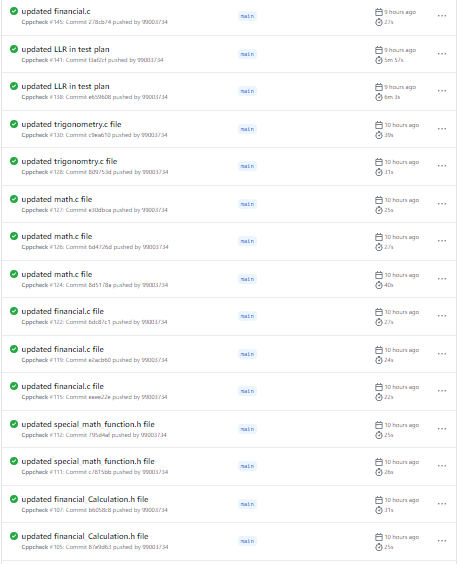 updated financial.c
Cppcheck #145: Commit 278cb74 pushed by 99003734
main
9 hours ago
27s
updated LLR in test plan
Cppcheck #141: Commit f3af2cf pushed by 99003734
main
9 hours ago
5m 57s
updated LLR in test plan
Cppcheck #138: Commit e659608 pushed by 99003734
main
9 hours ago
6m 3s
updated trigonometry.c file
Cppcheck #130: Commit c9ea610 pushed by 99003734
main
10 hours ago
39s
updated trigonomtry.c file
Cppcheck #128: Commit 809753d pushed by 99003734
main
10 hours ago
31s
updated math.c file
Cppcheck #127: Commit e30dbca pushed by 99003734
main
10 hours ago
25s
updated math.c file
Cppcheck #126: Commit 6d4726d pushed by 99003734
main
10 hours ago
27s
updated math.c file
Cppcheck #124: Commit 8d5178a pushed by 99003734
main
10 hours ago
40s
updated financial.c file
Cppcheck #122: Commit 6dc87c1 pushed by 99003734
main
10 hours ago
27s
updated financial.c file
Cppcheck #119: Commit e2acb60 pushed by 99003734
main
10 hours ago
24s
updated financial.c file
Cppcheck #115: Commit eaee22e pushed by 99003734
main
10 hours ago
22s
updated special_math_function.h file
Cppcheck #112: Commit 795d4af pushed by 99003734
main
10 hours ago
25s
updated special_math_function.h file
Cppcheck #111: Commit c7815bb pushed by 99003734
main
10 hours ago
26s
updated financial_Calculation.h file
Cppcheck #107: Commit bb058c8 pushed by 99003734
main
10 hours ago
31s
updated financial_Calculation.h file
Cppcheck #105: Commit pushed by 99003734
main
10 hours ago
25s